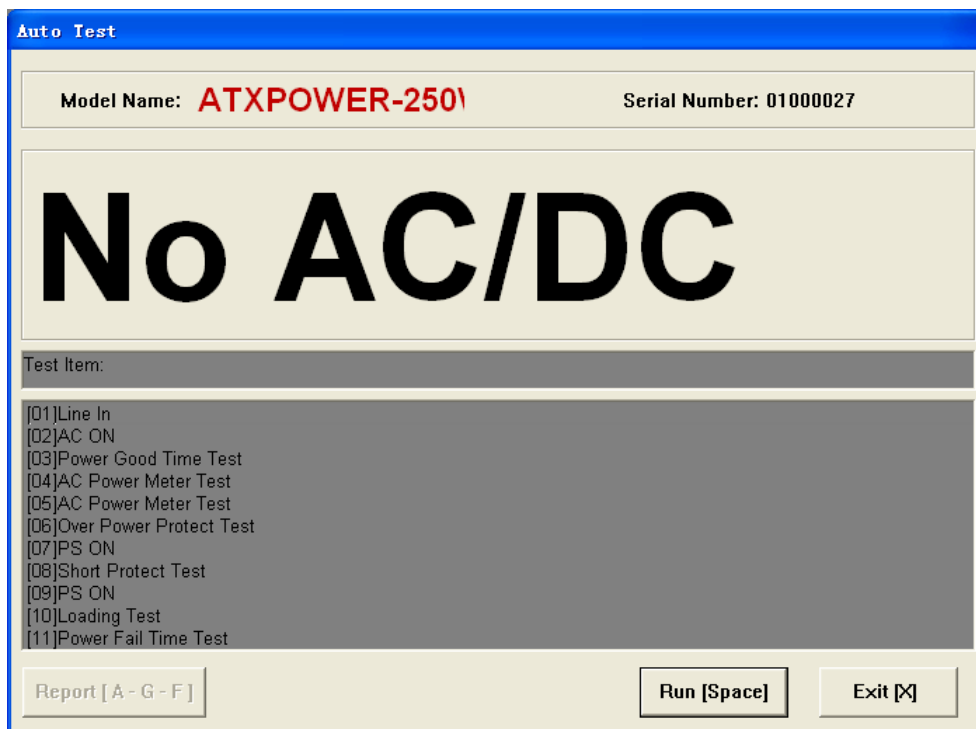 Auto Test
Model Name: ATXPOWER-250\ Serial Number: 01000027
No AC/DC
Test Item:
[01]Line In
[02]AC ON
[03]Power Good Time Test
[04]AC Power Meter Test
[05]AC Power Meter Test
[06]Over Power Protect Test
[07]PS ON
[08]Short Protect Test
[09]PS ON
[10]Loading Test
[11]Power Fail Time Test
Report [ A - G - F ] Run [Space] Exit [X]